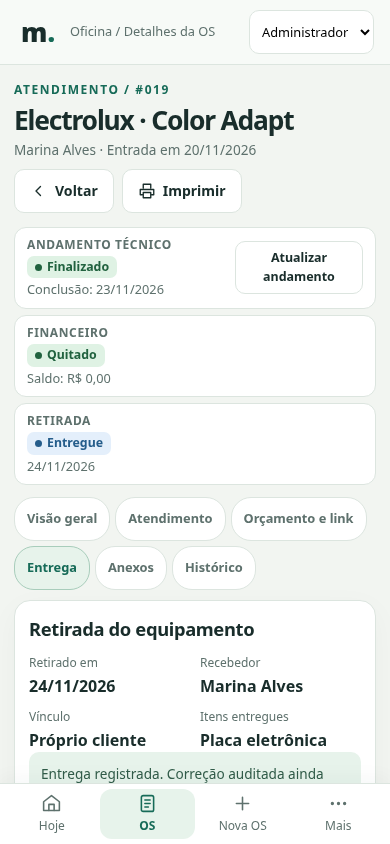 m. Oficina / Detalhes da OS Administrador
ATENDIMENTO / #019
Electrolux · Color Adapt
Marina Alves · Entrada em 20/11/2026
Voltar Imprimir
ANDAMENTO TÉCNICO
Finalizado
Conclusão: 23/11/2026
Atualizar
andamento
FINANCEIRO
Quitado
Saldo: R$ 0,00
RETIRADA
Entregue
24/11/2026
Visão geral Atendimento Orçamento e link
Entrega Anexos Histórico
Retirada do equipamento
Retirado em Recebedor
24/11/2026 Marina Alves
Vínculo Itens entregues
Próprio cliente Placa eletrônica
Entrega registrada. Correção auditada ainda
Hoje OS Nova OS Mais